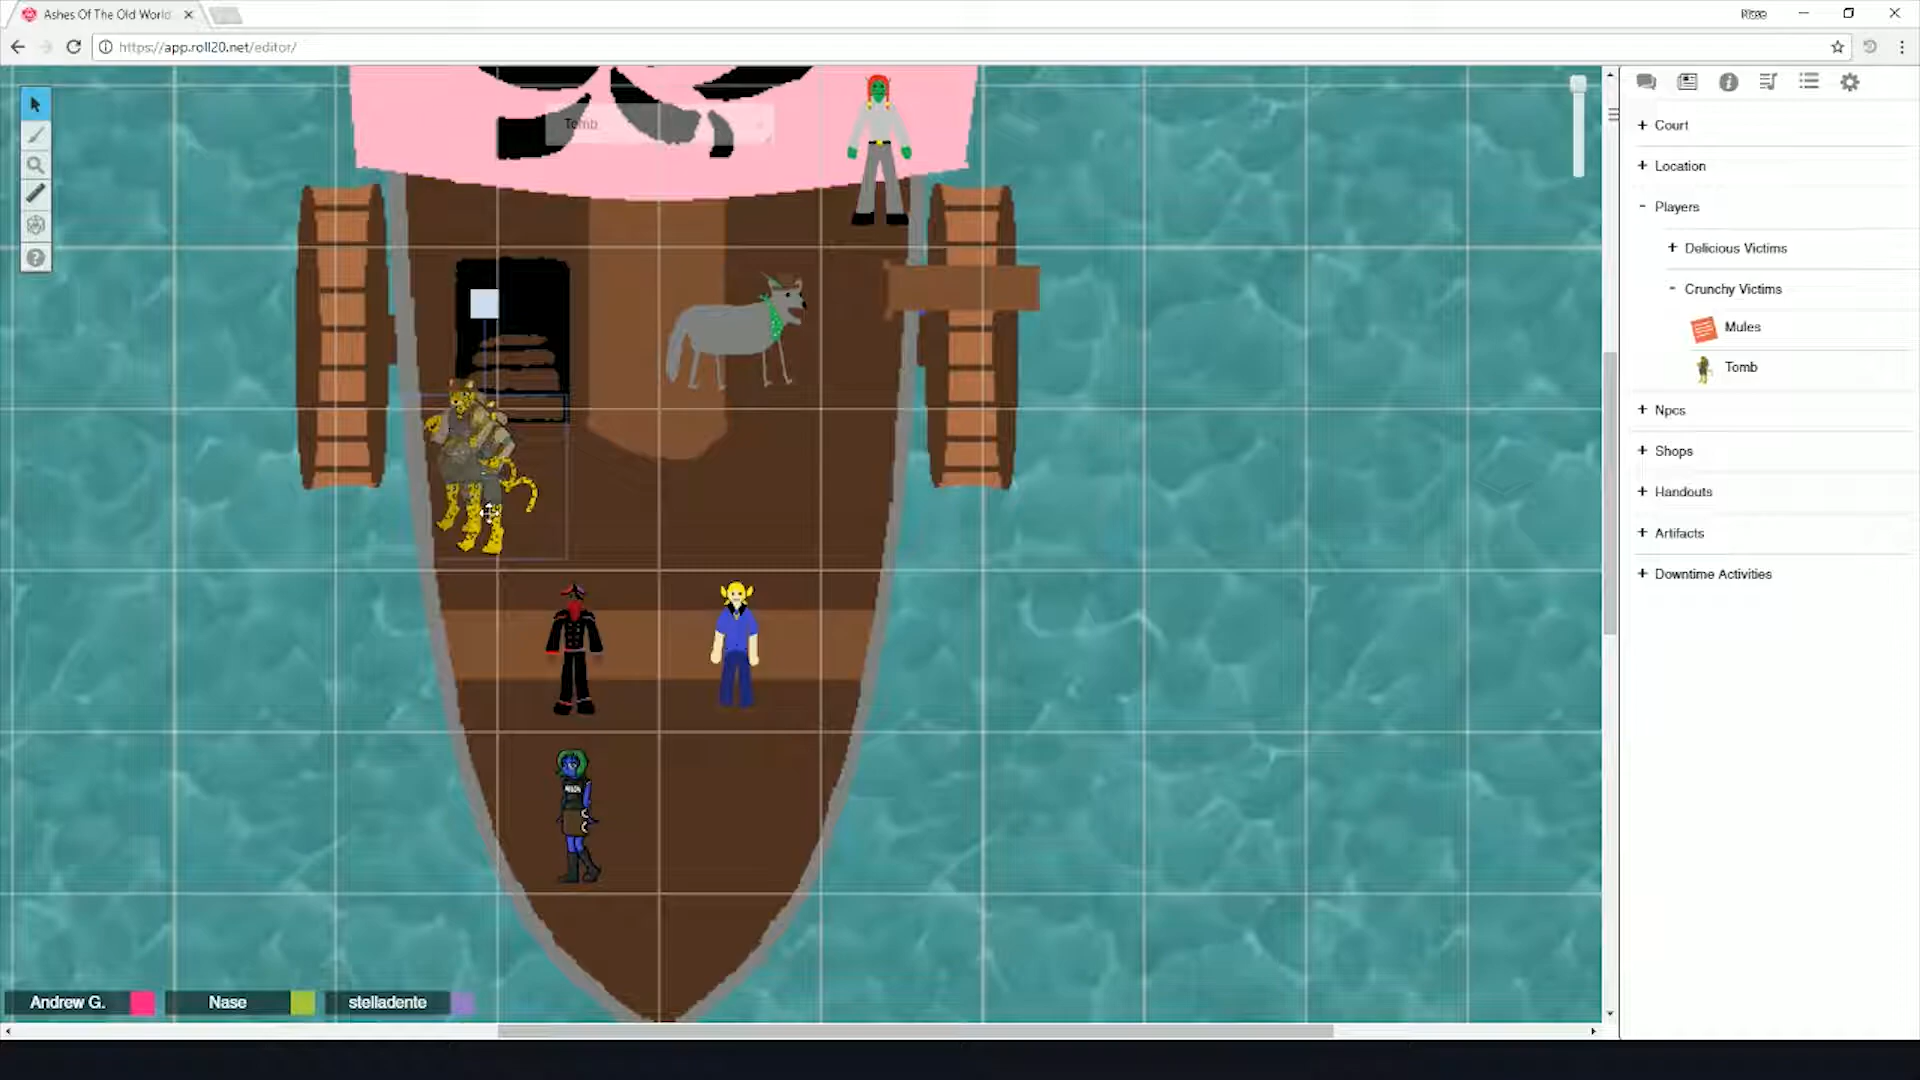 Ashes Of The Old World
https://app.roll20.net/editor/
Tomb
Court
Location
Players
Delicious Victims
Crunchy Victims
Mules
Tomb
Npcs
Shops
Handouts
Artifacts
Downtime Activities
Andrew G.
Nase
stelladente